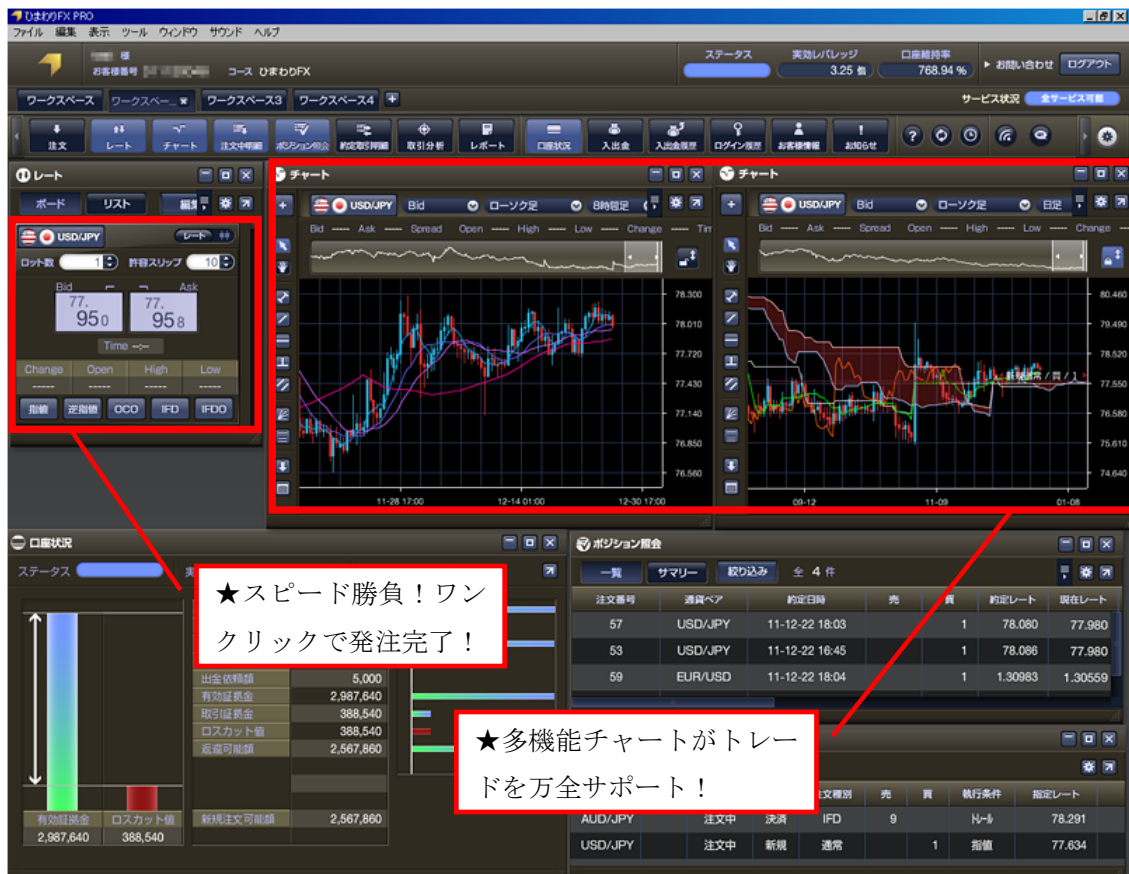 ひまわりFX PRO
ファイル 編集 表示 ツール ウィンドウ サウンド ヘルプ
様
お客様番号 コース ひまわりFX
ステータス 実効レバレッジ 3.25 倍 口座維持率 768.94 % お問い合わせ ログアウト
ワークスペース ワークスペー... ワークスペース3 ワークスペース4 サービス状況 全サービス可能
注文 レート チャート 注文中明細 ポジション照会 約定取引明細 取引分析 レポート 口座状況 入出金 入出金履歴 ログイン履歴 お客様情報 お知らせ
レート
ボード リスト
USD/JPY レート
ロット数 1 許容スリップ 10
Bid Ask
77. 950 77. 958
Time --:--
Change Open High Low
----- ----- ----- -----
指値 逆指値 OCO IFD IFDO
チャート
USD/JPY Bid ローソク足 8時間足
Bid ---- Ask ---- Spread Open ---- High ---- Low ---- Change ---- Tim
78.300
78.010
77.720
77.430
77.140
76.850
76.560
11-28 17:00 12-14 01:00 12-30 17:00
チャート
USD/JPY Bid ローソク足 日足
Bid ---- Ask ---- Spread Open ---- High ---- Low ---- Change
80.460
79.490
78.520
新規/通常/買/1
77.550
76.580
75.610
74.640
09-12 11-09 01-08
口座状況
ステータス
★スピード勝負！ワン
クリックで発注完了！
出金依頼額 5,000
有効証拠金 2,987,640
取引証拠金 388,540
ロスカット値 388,540
返還可能額 2,567,860
新規注文可能額 2,567,860
有効証拠金 ロスカット値
2,987,640 388,540
ポジション照会
一覧 サマリー 絞り込み 全 4 件
注文番号 通貨ペア 約定日時 売 買 約定レート 現在レート
57 USD/JPY 11-12-22 18:03 1 78.080 77.980
53 USD/JPY 11-12-22 16:45 1 78.086 77.980
59 EUR/USD 11-12-22 18:04 1 1.30983 1.30559
★多機能チャートがトレー
ドを万全サポート！
注文種別 売 買 執行条件 指定レート
AUD/JPY 注文中 決済 IFD 9 トレール 78.291
USD/JPY 注文中 新規 通常 1 指値 77.634